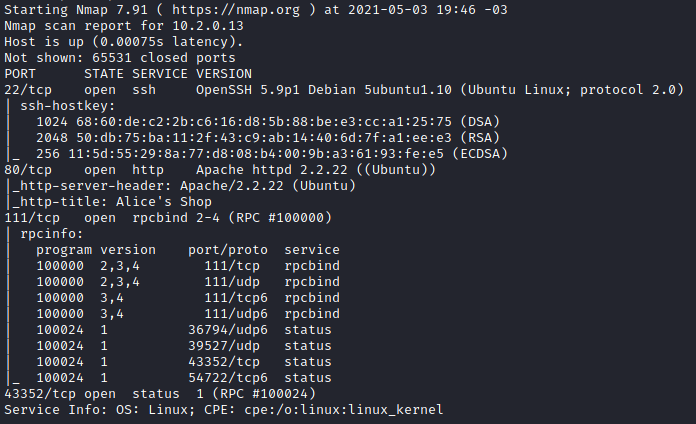 Starting Nmap 7.91 ( https://nmap.org ) at 2021-05-03 19:46 -03
Nmap scan report for 10.2.0.13
Host is up (0.00075s latency).
Not shown: 65531 closed ports
PORT      STATE SERVICE VERSION
22/tcp    open  ssh     OpenSSH 5.9p1 Debian 5ubuntu1.10 (Ubuntu Linux; protocol 2.0)
| ssh-hostkey:
|   1024 68:60:de:c2:2b:c6:16:d8:5b:88:be:e3:cc:a1:25:75 (DSA)
|   2048 50:db:75:ba:11:2f:43:c9:ab:14:40:6d:7f:a1:ee:e3 (RSA)
|_  256 11:5d:55:29:8a:77:d8:08:b4:00:9b:a3:61:93:fe:e5 (ECDSA)
80/tcp    open  http    Apache httpd 2.2.22 ((Ubuntu))
|_http-server-header: Apache/2.2.22 (Ubuntu)
|_http-title: Alice's Shop
111/tcp   open  rpcbind 2-4 (RPC #100000)
| rpcinfo:
|   program version    port/proto  service
|   100000  2,3,4        111/tcp   rpcbind
|   100000  2,3,4        111/udp   rpcbind
|   100000  3,4          111/tcp6  rpcbind
|   100000  3,4          111/udp6  rpcbind
|   100024  1          36794/udp6  status
|   100024  1          39527/udp   status
|   100024  1          43352/tcp   status
|_  100024  1          54722/tcp6  status
43352/tcp open  status  1 (RPC #100024)
Service Info: OS: Linux; CPE: cpe:/o:linux:linux_kernel